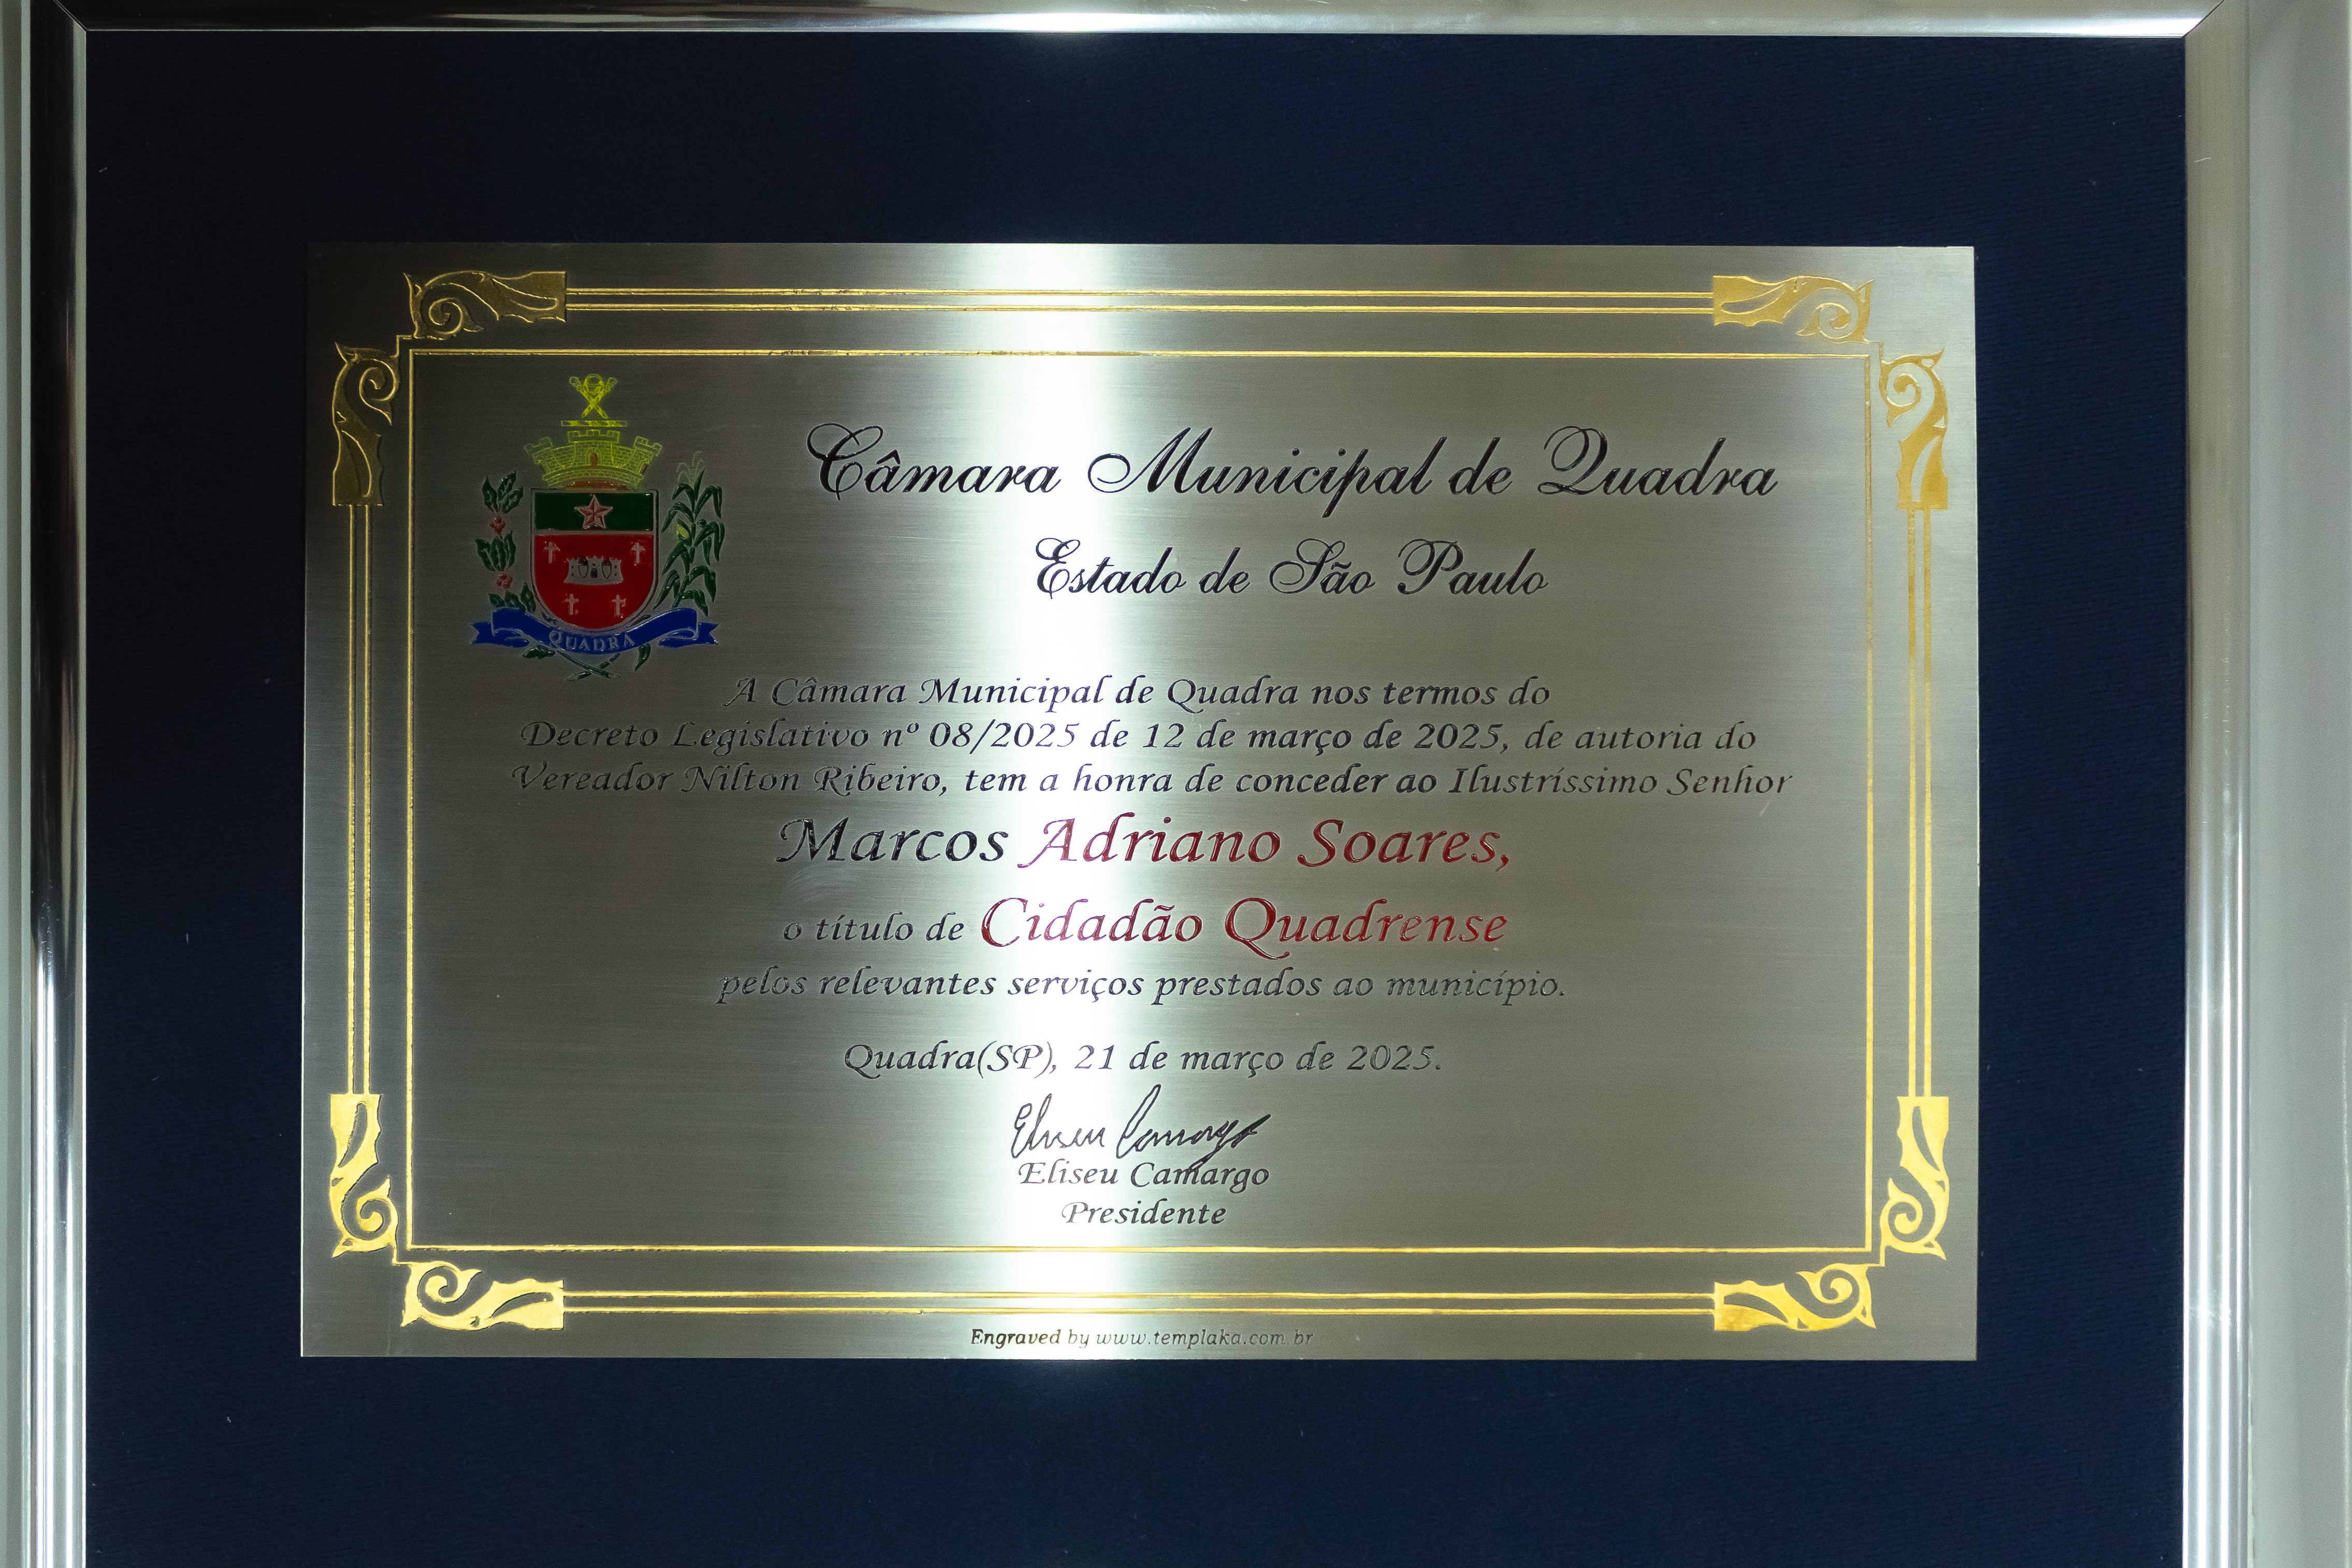 Câmara Municipal de Quadra
Estado de São Paulo
QUADRA
A Câmara Municipal de Quadra nos termos do
Decreto Legislativo nº 08/2025 de 12 de março de 2025, de autoria do
Vereador Nilton Ribeiro, tem a honra de conceder ao Ilustríssimo Senhor
Marcos Adriano Soares,
o título de Cidadão Quadrense
pelos relevantes serviços prestados ao município.
Quadra(SP), 21 de março de 2025.
Eliseu Camargo
Eliseu Camargo
Presidente
Engraved by www.templaka.com.br